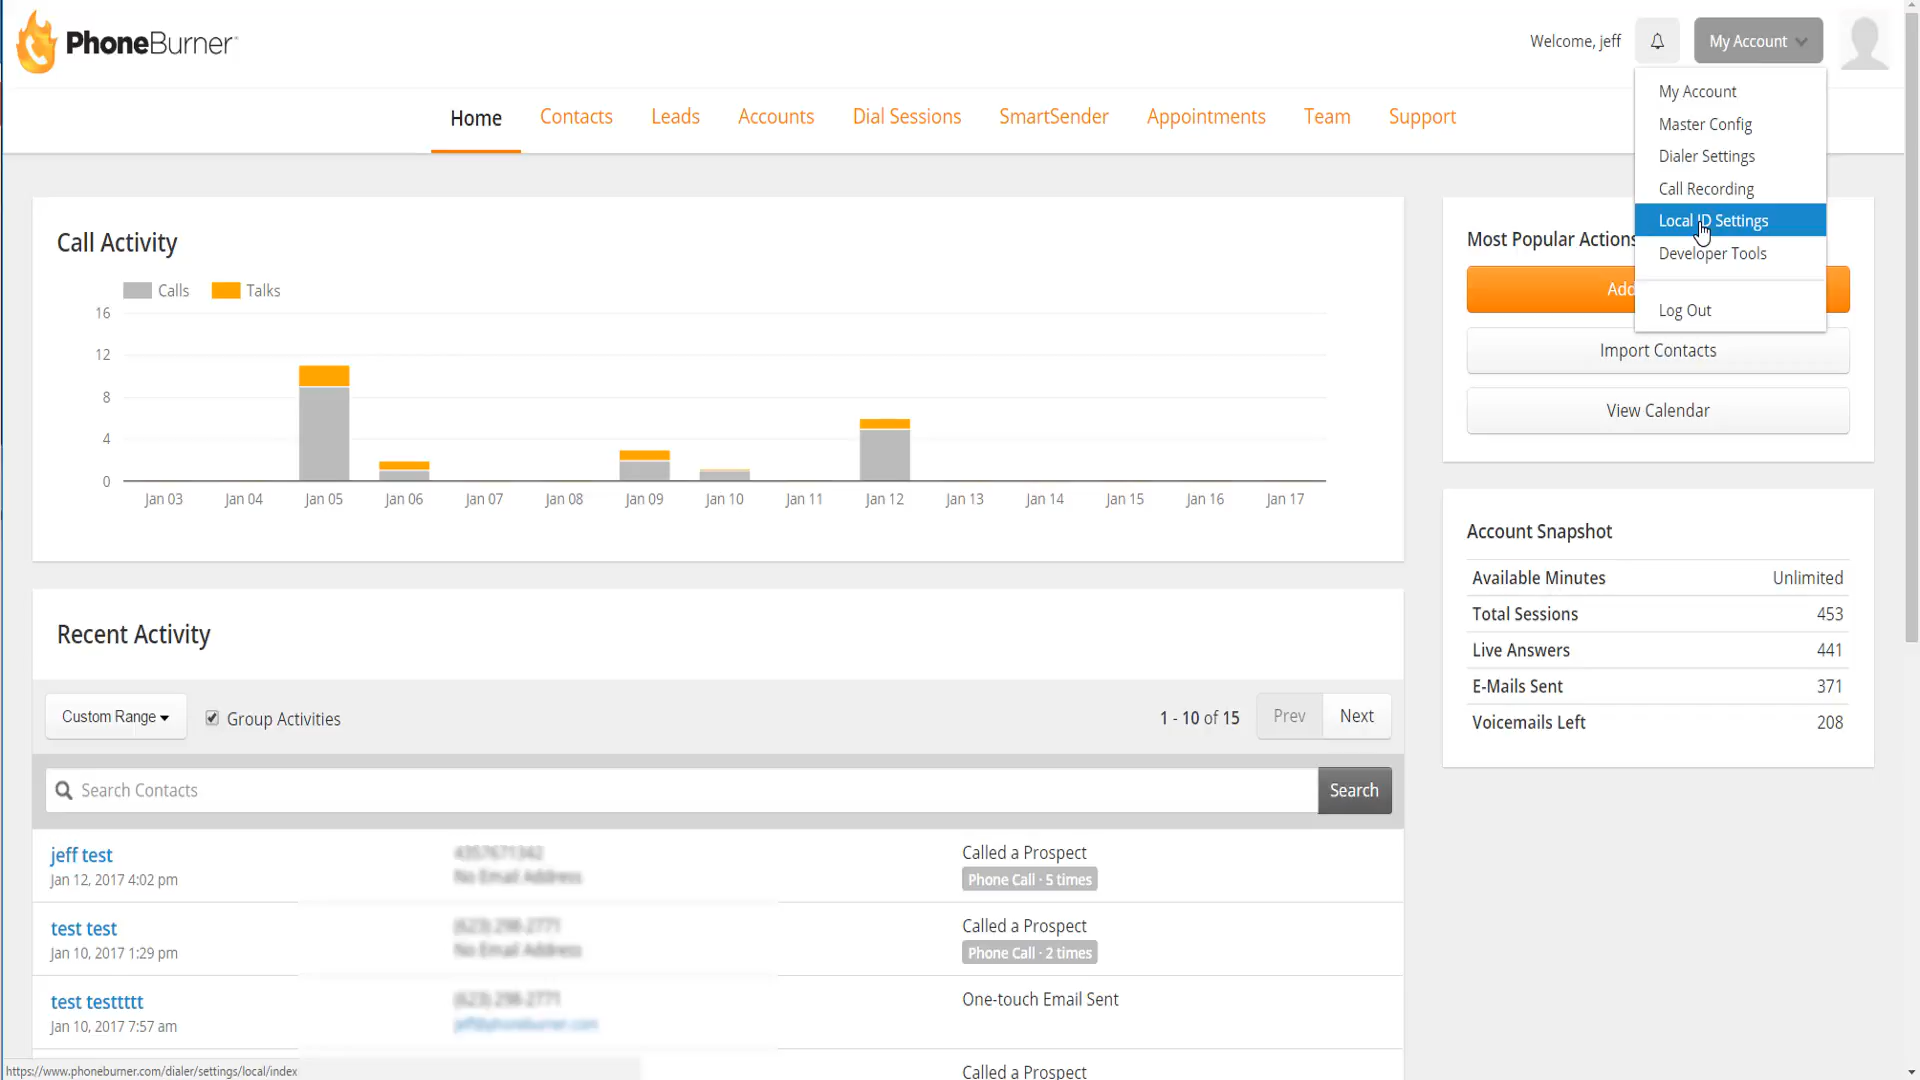 PhoneBurner
Welcome, jeff
My Account
My Account
Master Config
Dialer Settings
Call Recording
Local ID Settings
Developer Tools
Log Out
Home
Contacts
Leads
Accounts
Dial Sessions
SmartSender
Appointments
Team
Support
Call Activity
Calls
Talks
16
12
8
4
0
Jan 03
Jan 04
Jan 05
Jan 06
Jan 07
Jan 08
Jan 09
Jan 10
Jan 11
Jan 12
Jan 13
Jan 14
Jan 15
Jan 16
Jan 17
Most Popular Actions
Add
Import Contacts
View Calendar
Account Snapshot
Available Minutes Unlimited
Total Sessions 453
Live Answers 441
E-Mails Sent 371
Voicemails Left 208
Recent Activity
Custom Range
Group Activities
1 - 10 of 15
Prev
Next
Search Contacts
Search
jeff test
Jan 12, 2017 4:02 pm
No Email Address
Called a Prospect
Phone Call · 5 times
test test
Jan 10, 2017 1:29 pm
No Email Address
Called a Prospect
Phone Call · 2 times
test testtttt
Jan 10, 2017 7:57 am
One-touch Email Sent
Called a Prospect
https://www.phoneburner.com/dialer/settings/local/index